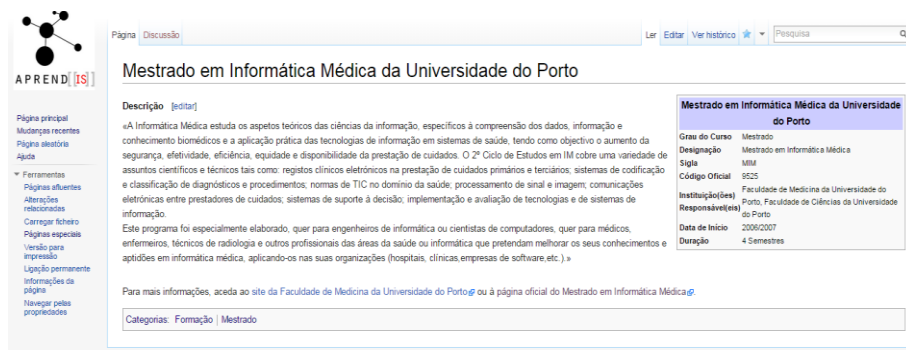 Página Discussão
Ler Editar Ver histórico Pesquisa
APREND[[IS]]
Mestrado em Informática Médica da Universidade do Porto
Página principal
Mudanças recentes
Página aleatória
Ajuda
Ferramentas
Páginas afluentes
Alterações
relacionadas
Carregar ficheiro
Páginas especiais
Versão para
impressão
Ligação permanente
Informações da
página
Navegar pelas
propriedades
Descrição [editar]
«A Informática Médica estuda os aspetos teóricos das ciências da informação, específicos à compreensão dos dados, informação e
conhecimento biomédicos e a aplicação prática das tecnologias de informação em sistemas de saúde, tendo como objectivo o aumento da
segurança, efetividade, eficiência, equidade e disponibilidade da prestação de cuidados. O 2º Ciclo de Estudos em IM cobre uma variedade de
assuntos científicos e técnicos tais como: registos clínicos eletrónicos na prestação de cuidados primários e terciários; sistemas de codificação
e classificação de diagnósticos e procedimentos; normas de TIC no domínio da saúde; processamento de sinal e imagem; comunicações
eletrónicas entre prestadores de cuidados; sistemas de suporte à decisão; implementação e avaliação de tecnologias e de sistemas de
informação.
Este programa foi especialmente elaborado, quer para engenheiros de informática ou cientistas de computadores, quer para médicos,
enfermeiros, técnicos de radiologia e outros profissionais das áreas da saúde ou informática que pretendam melhorar os seus conhecimentos e
aptidões em informática médica, aplicando-os nas suas organizações (hospitais, clínicas,empresas de software,etc.).»
Para mais informações, aceda ao site da Faculdade de Medicina da Universidade do Porto ou à página oficial do Mestrado em Informática Médica.
Categorias: Formação | Mestrado
Mestrado em Informática Médica da Universidade
do Porto
Grau do Curso Mestrado
Designação Mestrado em Informática Médica
Sigla MIM
Código Oficial 9525
Instituição(ões) Responsável(eis) Faculdade de Medicina da Universidade do
Porto, Faculdade de Ciências da Universidade
do Porto
Data de Início 2006/2007
Duração 4 Semestres